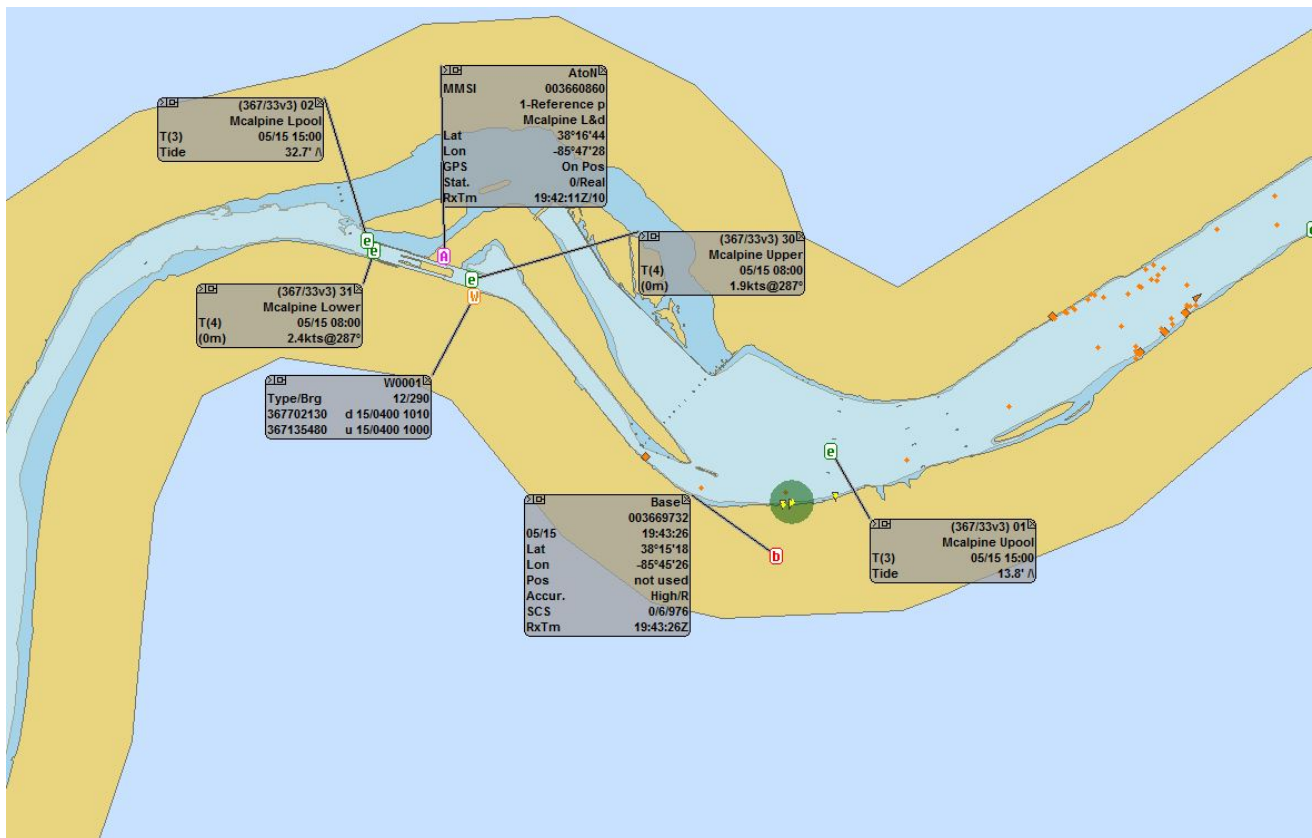 (367/33v3) 02
Mcalpine Lpool
T(3) 05/15 15:00
Tide 32.7' /\
AtoN
MMSI 003660860
1-Reference p
Mcalpine L&d
Lat 38°16'44
Lon -85°47'28
GPS On Pos
Stat. 0/Real
RxTm 19:42:11Z/10
(367/33v3) 30
Mcalpine Upper
T(4) 05/15 08:00
(0m) 1.9kts@287°
e
e
A
e
W
(367/33v3) 31
Mcalpine Lower
T(4) 05/15 08:00
(0m) 2.4kts@287°
W0001
Type/Brg 12/290
367702130 d 15/0400 1010
367135480 u 15/0400 1000
e
Base
003669732
05/15 19:43:26
Lat 38°15'18
Lon -85°45'26
Pos not used
Accur. High/R
SCS 0/6/976
RxTm 19:43:26Z
b
(367/33v3) 01
Mcalpine Upool
T(3) 05/15 15:00
Tide 13.8' /\